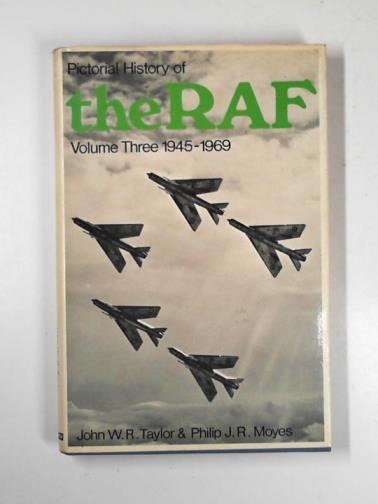 Pictorial History of
the RAF
Volume Three 1945-1969
John W.R. Taylor & Philip J.R. Moyes